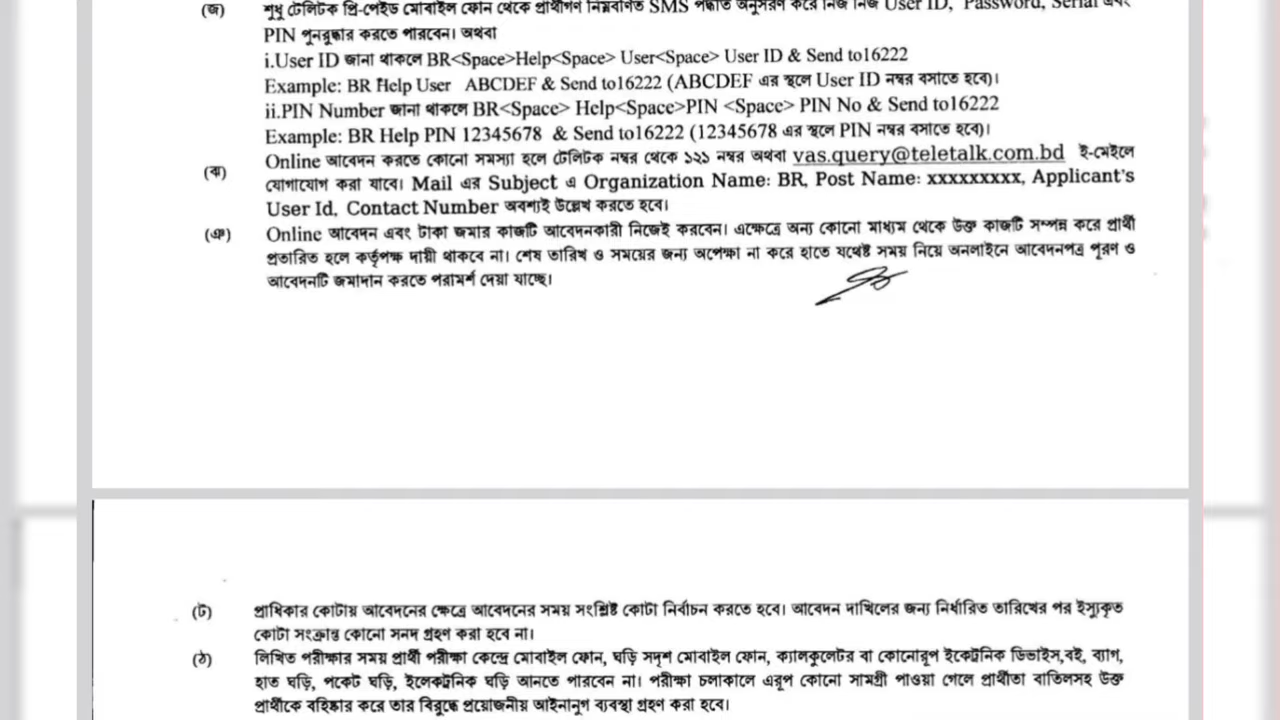 (জ) শুধু টেলিটক প্রি-পেইড মোবাইল ফোন থেকে প্রার্থীগণ নিম্নবর্ণিত SMS পদ্ধতি অনুসরণ করে নিজ নিজ User ID, Password, Serial এবং
PIN পুনরুদ্ধার করতে পারবেন। অথবা
i.User ID জানা থাকলে BR<Space>Help<Space> User<Space> User ID & Send to16222
Example: BR Help User ABCDEF & Send to16222 (ABCDEF এর স্থলে User ID নম্বর বসাতে হবে)।
ii.PIN Number জানা থাকলে BR<Space> Help<Space>PIN <Space> PIN No & Send to16222
Example: BR Help PIN 12345678 & Send to16222 (12345678 এর স্থলে PIN নম্বর বসাতে হবে)।
(ঝ) Online আবেদন করতে কোনো সমস্যা হলে টেলিটক নম্বর থেকে ১২১ নম্বর অথবা vas.query@teletalk.com.bd ই-মেইলে
যোগাযোগ করা যাবে। Mail এর Subject এ Organization Name: BR, Post Name: xxxxxxxxx, Applicant's
User Id, Contact Number অবশ্যই উল্লেখ করতে হবে।
(ঞ) Online আবেদন এবং টাকা জমার কাজটি আবেদনকারী নিজেই করবেন। এক্ষেত্রে অন্য কোনো মাধ্যম থেকে উক্ত কাজটি সম্পন্ন করে প্রার্থী
প্রতারিত হলে কর্তৃপক্ষ দায়ী থাকবে না। শেষ তারিখ ও সময়ের জন্য অপেক্ষা না করে হাতে যথেষ্ট সময় নিয়ে অনলাইনে আবেদনপত্র পূরণ ও
আবেদনটি জমাদান করতে পরামর্শ দেয়া যাচ্ছে।
(ট) প্রাধিকার কোটায় আবেদনের ক্ষেত্রে আবেদনের সময় সংশ্লিষ্ট কোটা নির্বাচন করতে হবে। আবেদন দাখিলের জন্য নির্ধারিত তারিখের পর ইস্যুকৃত
কোটা সংক্রান্ত কোনো সনদ গ্রহণ করা হবে না।
(ঠ) লিখিত পরীক্ষার সময় প্রার্থী পরীক্ষা কেন্দ্রে মোবাইল ফোন, ঘড়ি সদৃশ মোবাইল ফোন, ক্যালকুলেটর বা কোনোরূপ ইকেট্রনিক ডিভাইস,বই, ব্যাগ,
হাত ঘড়ি, পকেট ঘড়ি, ইলেকট্রনিক ঘড়ি আনতে পারবেন না। পরীক্ষা চলাকালে এরূপ কোনো সামগ্রী পাওয়া গেলে প্রার্থীতা বাতিলসহ উক্ত
প্রার্থীকে বহিষ্কার করে তার বিরুদ্ধে প্রয়োজনীয় আইনানুগ ব্যবস্থা গ্রহণ করা হবে।